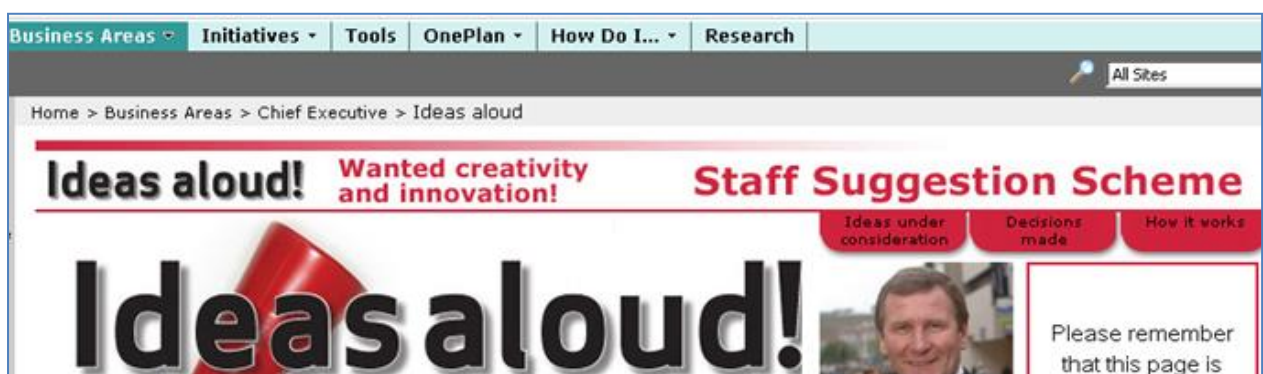 Business Areas Initiatives Tools OnePlan How Do I... Research
All Sites
Home > Business Areas > Chief Executive > Ideas aloud
Ideas aloud! Wanted creativity and innovation! Staff Suggestion Scheme
Ideas under consideration
Decisions made
How it works
Ideas aloud!
Please remember
that this page is